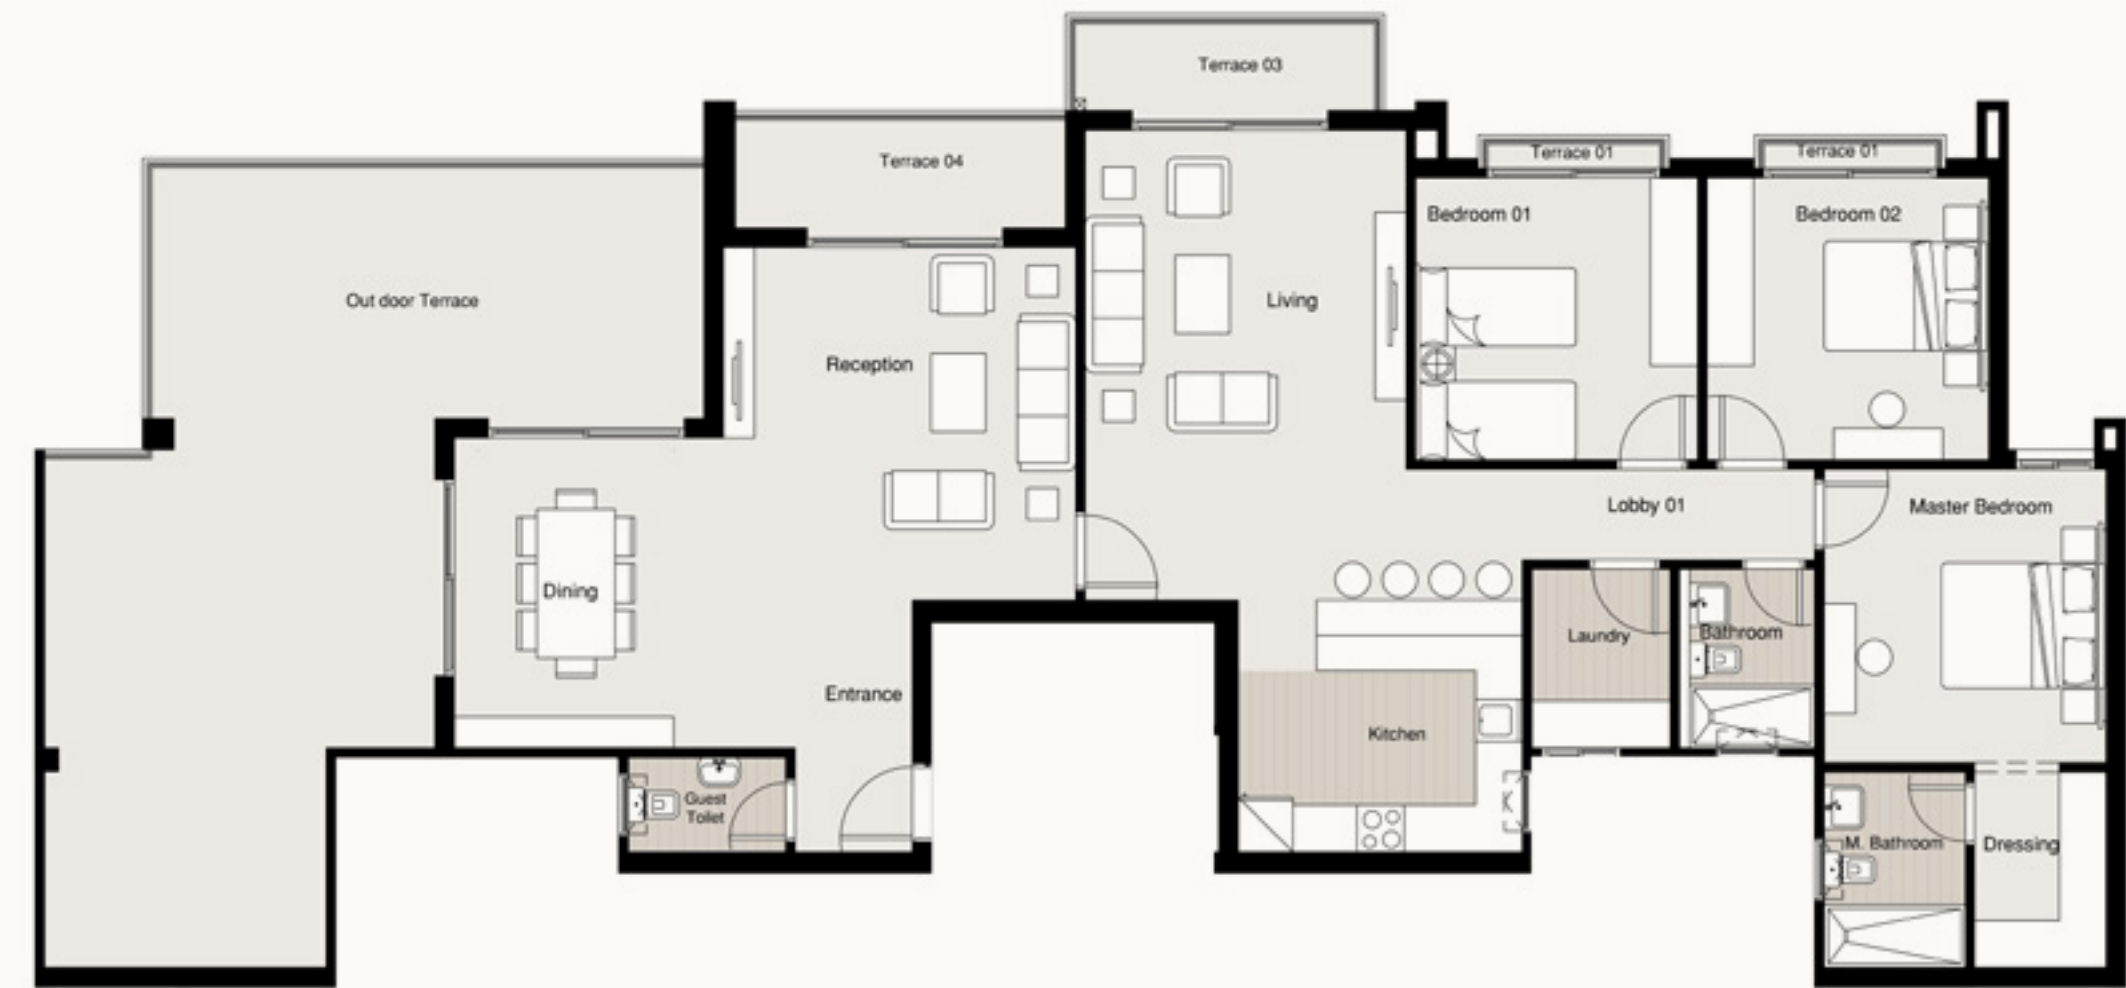 Terrace 03
Terrace 04
Terrace 01
Terrace 01
Bedroom 01
Bedroom 02
Out door Terrace
Living
Reception
Lobby 01
Master Bedroom
Dining
Laundry
Bathroom
Entrance
Kitchen
Guest
Toilet
M. Bathroom
Dressing